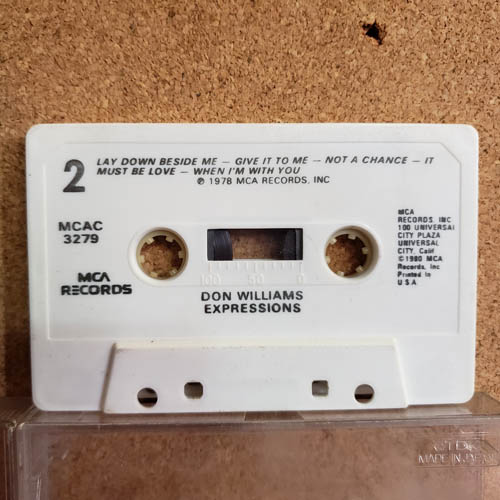 2
LAY DOWN BESIDE ME – GIVE IT TO ME – NOT A CHANCE – IT
MUST BE LOVE – WHEN I'M WITH YOU
℗ 1978 MCA RECORDS, INC
MCAC
3279
MCA
RECORDS
MCA
RECORDS, INC
100 UNIVERSAL
CITY PLAZA
UNIVERSAL
CITY, Calif
©1980 MCA
Records, Inc
Printed in
U.S.A
100 50 0
DON WILLIAMS
EXPRESSIONS
TDK
MADE IN JAPAN